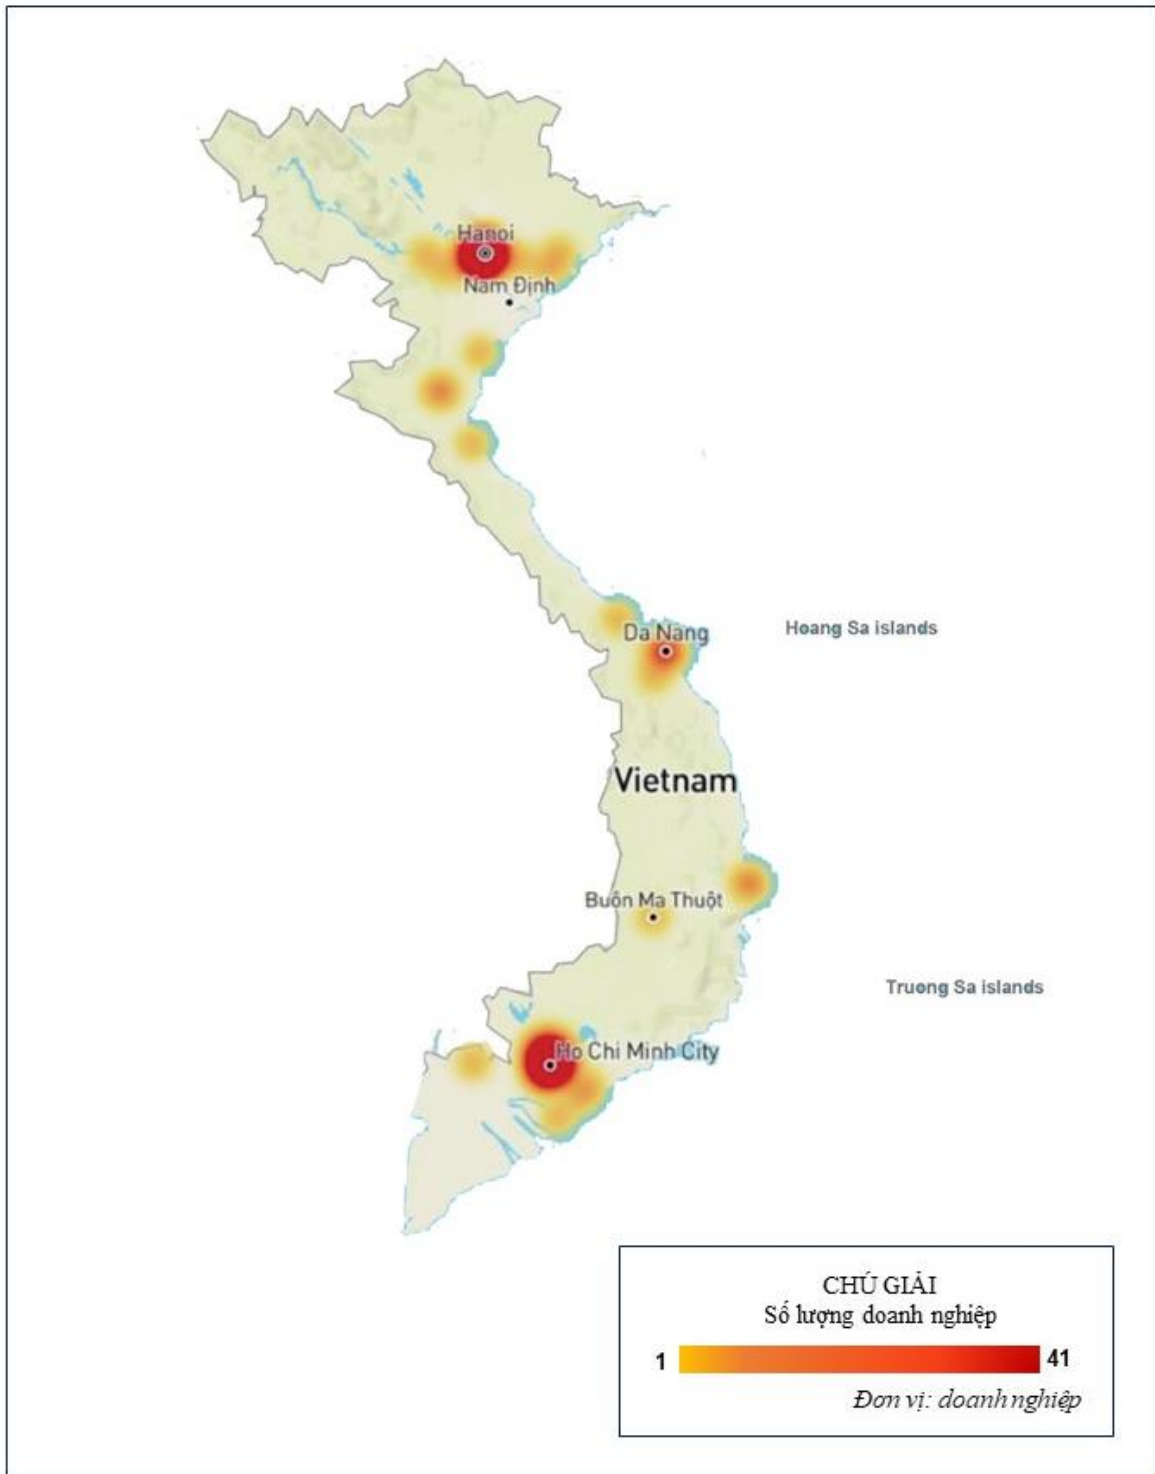 Hanoi
Nam Định
Da Nang
Hoang Sa islands
Vietnam
Buôn Ma Thuột
Truong Sa islands
Ho Chi Minh City
CHÚ GIẢI
Số lượng doanh nghiệp
1 41
Đơn vị: doanh nghiệp